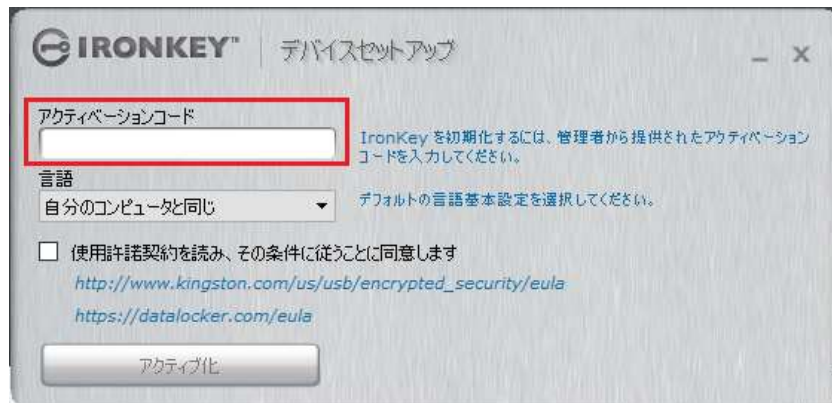 IRONKEY™ デバイスセットアップ
アクティベーションコード
IronKey を初期化するには、管理者から提供されたアクティベーション
コードを入力してください。
言語
自分のコンピュータと同じ
デフォルトの言語基本設定を選択してください。
使用許諾契約を読み、その条件に従うことに同意します
http://www.kingston.com/us/usb/encrypted_security/eula
https://datalocker.com/eula
アクティブ化